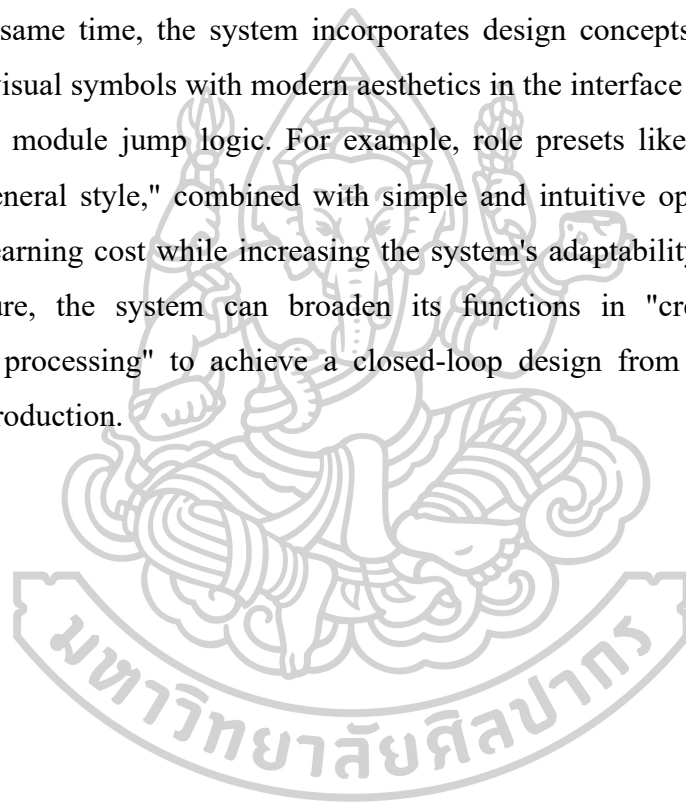 same time, the system incorporates design concepts
visual symbols with modern aesthetics in the interface
module jump logic. For example, role presets like
eneral style," combined with simple and intuitive op
earning cost while increasing the system's adaptability
ure, the system can broaden its functions in "cr
processing" to achieve a closed-loop design from
roduction.
มหาวิทยาลัยศิลปากร